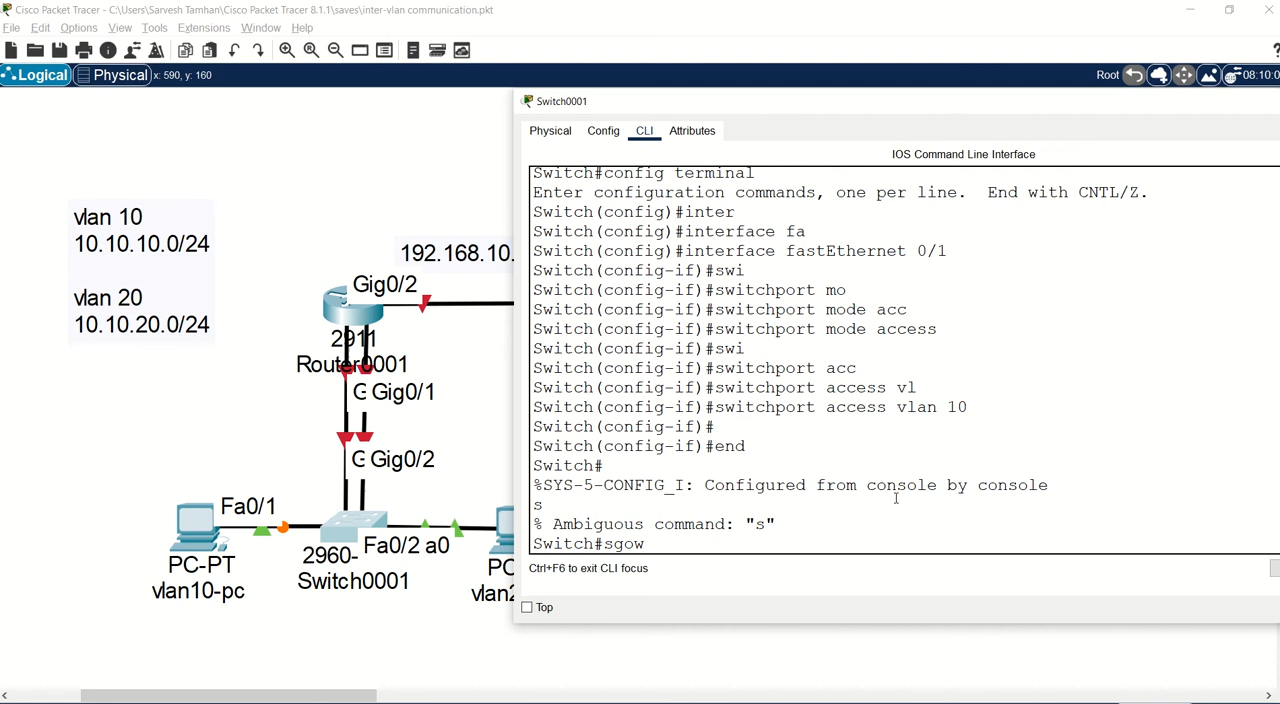 Cisco Packet Tracer - C:\Users\Sarvesh Tamhan\Cisco Packet Tracer 8.1.1\saves\inter-vlan communication.pkt
File Edit Options View Tools Extensions Window Help
Logical Physical x: 590, y: 160 Root 08:10:0
Switch0001
Physical Config CLI Attributes
IOS Command Line Interface
Switch#config terminal
Enter configuration commands, one per line. End with CNTL/Z.
Switch(config)#inter
Switch(config)#interface fa
Switch(config)#interface fastEthernet 0/1
Switch(config-if)#swi
Switch(config-if)#switchport mo
Switch(config-if)#switchport mode acc
Switch(config-if)#switchport mode access
Switch(config-if)#swi
Switch(config-if)#switchport acc
Switch(config-if)#switchport access vl
Switch(config-if)#switchport access vlan 10
Switch(config-if)#
Switch(config-if)#end
Switch#
%SYS-5-CONFIG_I: Configured from console by console
s
% Ambiguous command: "s"
Switch#sgow
Ctrl+F6 to exit CLI focus
Top
vlan 10
10.10.10.0/24
vlan 20
10.10.20.0/24
192.168.10.
Gig0/2
2911
Router0001
G Gig0/1
G Gig0/2
Fa0/1
Fa0/2 a0
PC-PT
vlan10-pc
2960-
Switch0001
PC
vlan2